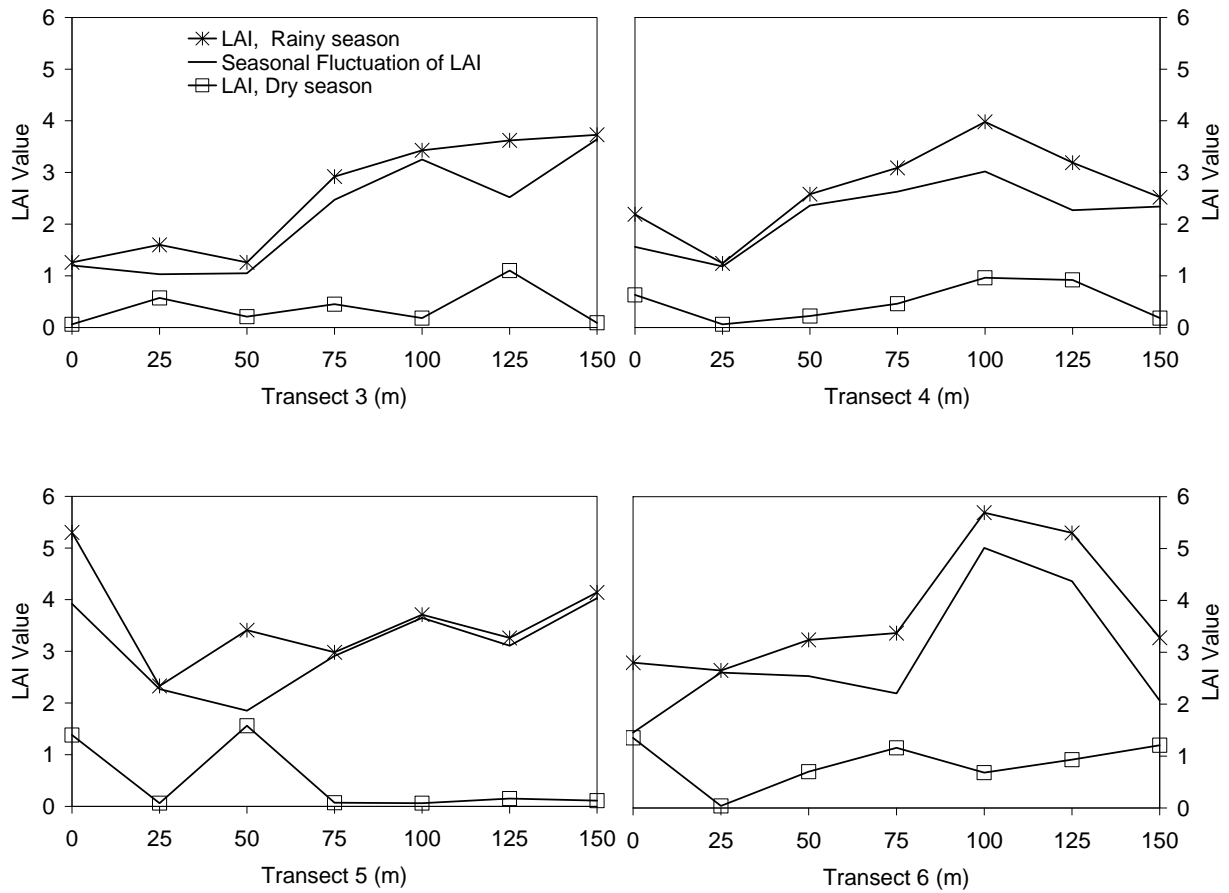 6
5
4
3
2
1
0
LAI Value
LAI, Rainy season
Seasonal Fluctuation of LAI
LAI, Dry season
0 25 50 75 100 125 150
Transect 3 (m)
6
5
4
3
2
1
0
LAI Value
0 25 50 75 100 125 150
Transect 4 (m)
6
5
4
3
2
1
0
LAI Value
0 25 50 75 100 125 150
Transect 5 (m)
6
5
4
3
2
1
0
LAI Value
0 25 50 75 100 125 150
Transect 6 (m)